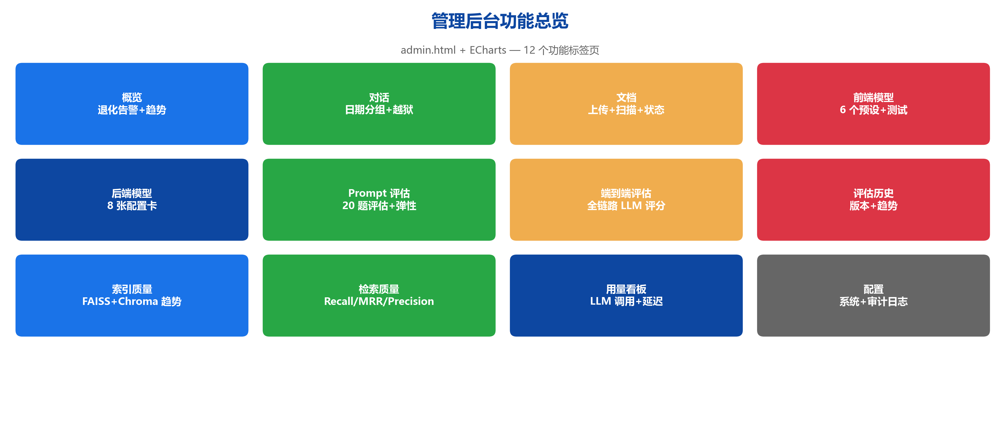 管理后台功能总览
admin.html + ECharts — 12 个功能标签页
概览
退化告警+趋势
对话
日期分组+越狱
文档
上传+扫描+状态
前端模型
6 个预设+测试
后端模型
8 张配置卡
Prompt 评估
20 题评估+弹性
端到端评估
全链路 LLM 评分
评估历史
版本+趋势
索引质量
FAISS+Chroma 趋势
检索质量
Recall/MRR/Precision
用量看板
LLM 调用+延迟
配置
系统+审计日志